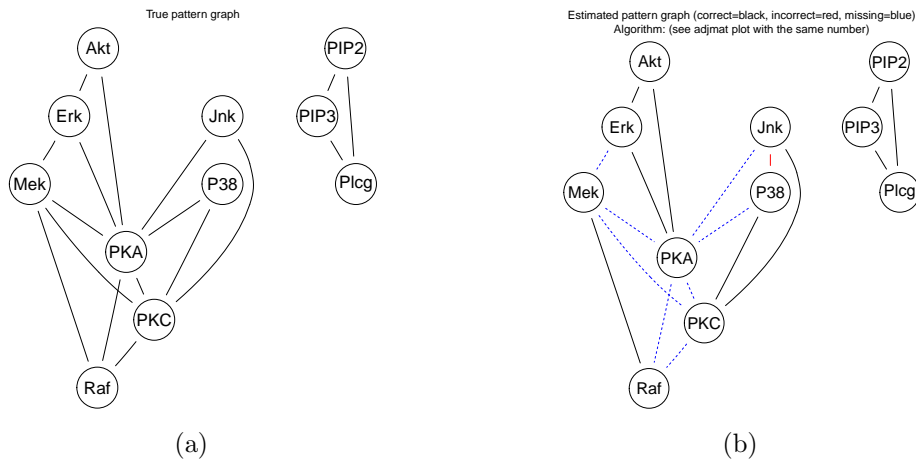 True pattern graph
Akt
PIP2
Erk
Jnk
PIP3
Mek
P38
Plcg
PKA
PKC
Raf
(a)
Estimated pattern graph (correct=black, incorrect=red, missing=blue)
Algorithm: (see adjmat plot with the same number)
Akt
PIP2
Erk
Jnk
PIP3
Mek
P38
Plcg
PKA
PKC
Raf
(b)